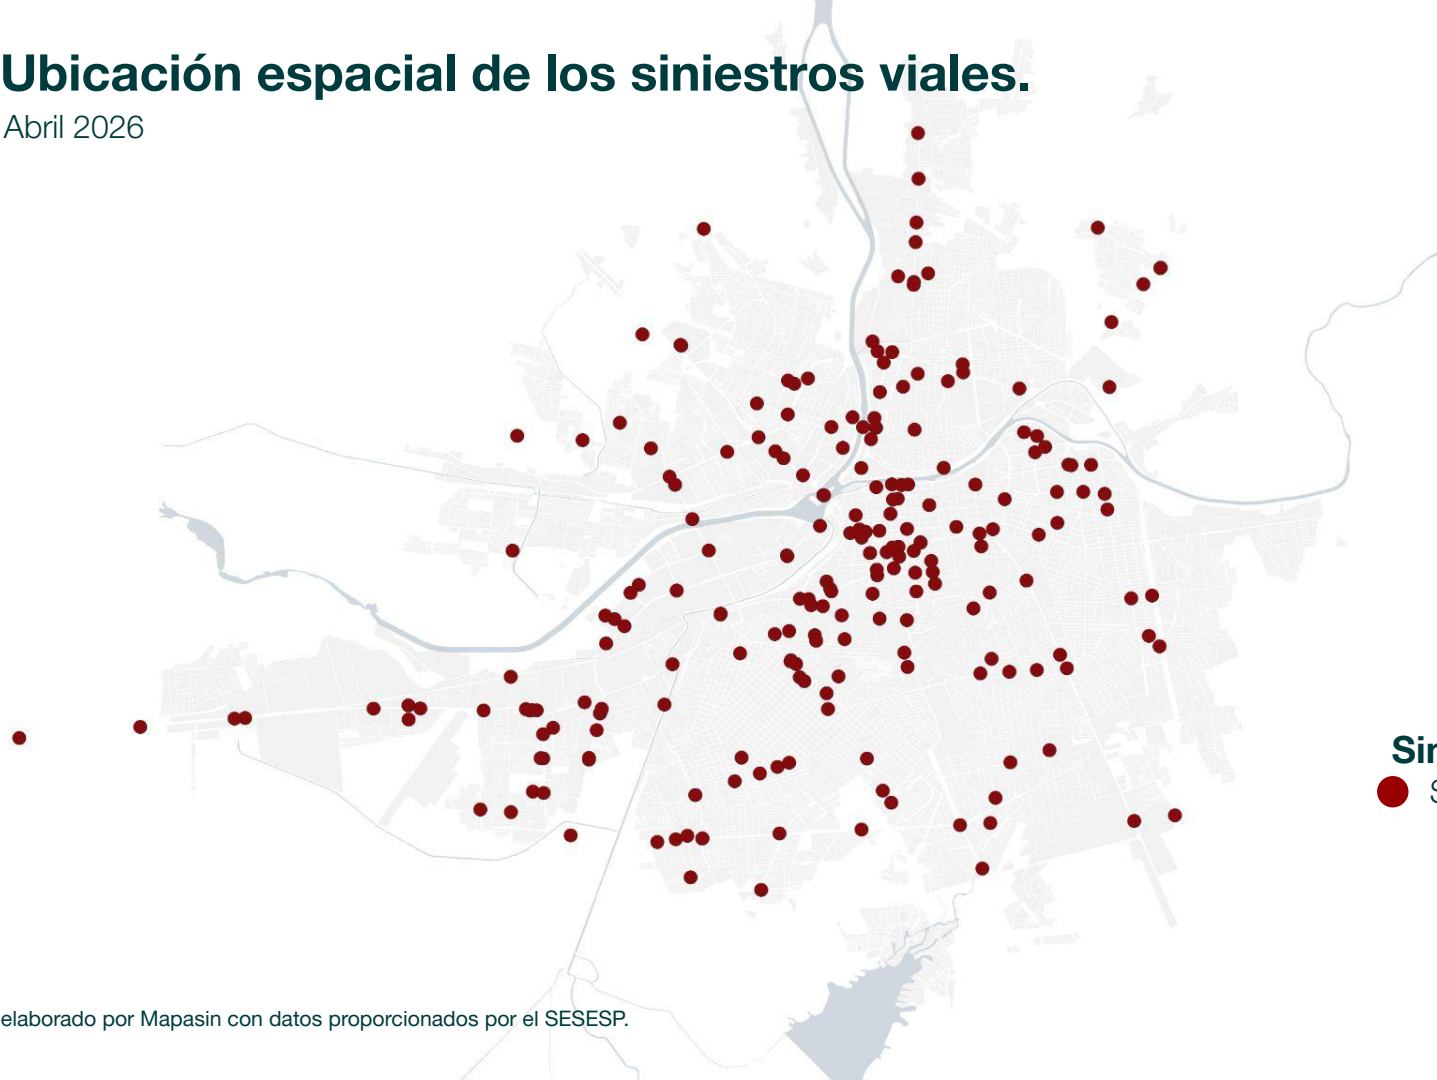 Ubicación espacial de los siniestros viales.
Abril 2026
elaborado por Mapasin con datos proporcionados por el SESESP.